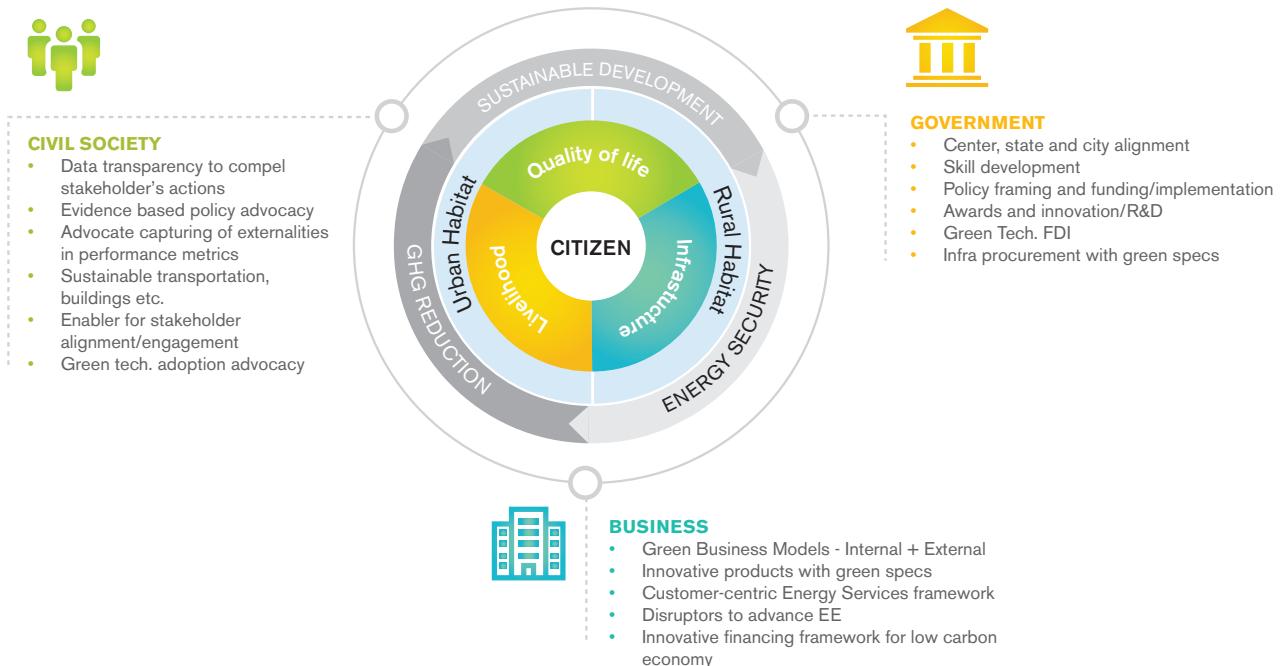 CIVIL SOCIETY
• Data transparency to compel
stakeholder's actions
• Evidence based policy advocacy
• Advocate capturing of externalities
in performance metrics
• Sustainable transportation,
buildings etc.
• Enabler for stakeholder
alignment/engagement
• Green tech. adoption advocacy
SUSTAINABLE DEVELOPMENT
ENERGY SECURITY
GHG REDUCTION
Urban Habitat
Rural Habitat
Quality of life
Infrastucture
Livelihood
CITIZEN
GOVERNMENT
• Center, state and city alignment
• Skill development
• Policy framing and funding/implementation
• Awards and innovation/R&D
• Green Tech. FDI
• Infra procurement with green specs
BUSINESS
• Green Business Models - Internal + External
• Innovative products with green specs
• Customer-centric Energy Services framework
• Disruptors to advance EE
• Innovative financing framework for low carbon
economy